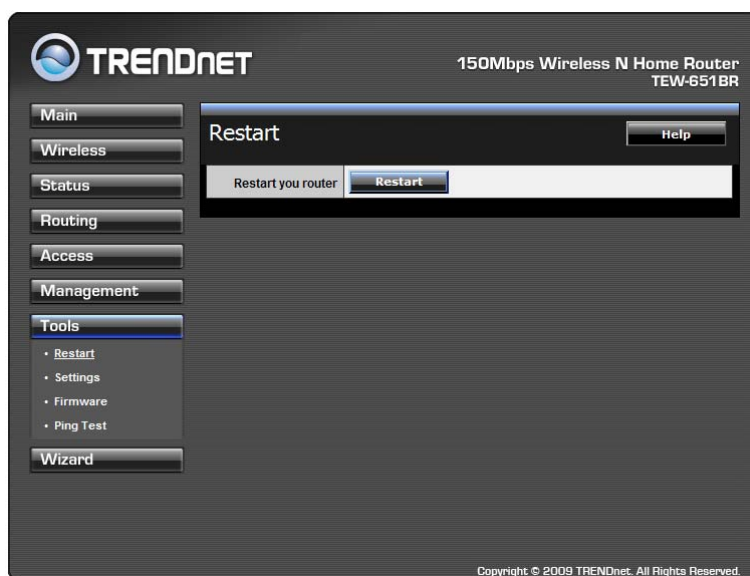 TRENDNET
150Mbps Wireless N Home Router
TEW-651BR
Main
Wireless
Status
Routing
Access
Management
Tools
• Restart
• Settings
• Firmware
• Ping Test
Wizard
Restart
Help
Restart you router
Restart
Copyright © 2009 TRENDnet. All Rights Reserved.